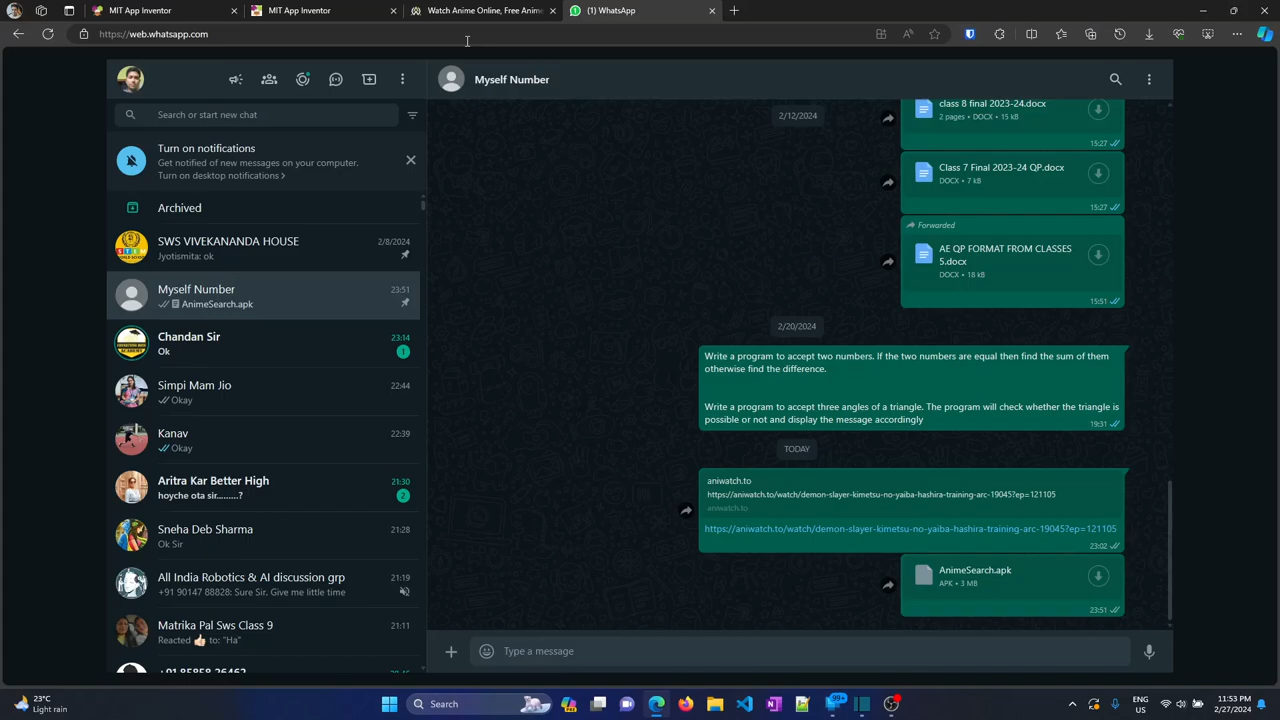 MIT App Inventor
MIT App Inventor
Watch Anime Online, Free Anim
(1) WhatsApp
https://web.whatsapp.com
Myself Number
Search or start new chat
Turn on notifications
Get notified of new messages on your computer.
Turn on desktop notifications ›
Archived
SWS VIVEKANANDA HOUSE
2/8/2024
Jyotismita: ok
Myself Number
23:51
AnimeSearch.apk
Chandan Sir
23:14
Ok
1
Simpi Mam Jio
22:44
Okay
Kanav
22:39
Okay
Aritra Kar Brother High
21:30
hoyche ota sir.........?
2
Sneha Deb Sharma
21:28
Ok Sir
All India Robotics & Ai discussion grp
21:19
+91 90147 88828: Sure Sir. Give me little time
Matrika Pal Sws Class 9
21:11
Reacted 👍🏻 to: "Ha"
2/12/2024
class 8 final 2023-24.docx
2 pages • DOCX • 15 kB
15:27
Class 7 Final 2023-24 QP.docx
DOCX • 7 kB
15:27
Forwarded
AE QP FORMAT FROM CLASSES
5.docx
DOCX • 18 kB
15:51
2/20/2024
Write a program to accept two numbers. If the two numbers are equal then find the sum of them
otherwise find the difference.
Write a program to accept three angles of a triangle. The program will check whether the triangle is
possible or not and display the message accordingly
19:31
TODAY
aniwatch.to
https://aniwatch.to/watch/demon-slayer-kimetsu-no-yaiba-hashira-training-arc-19045?ep=121105
aniwatch.to
https://aniwatch.to/watch/demon-slayer-kimetsu-no-yaiba-hashira-training-arc-19045?ep=121105
23:02
AnimeSearch.apk
APK • 3 MB
23:51
Type a message
23°C
Light rain
Search
99+
ENG
US
11:53 PM
2/27/2024